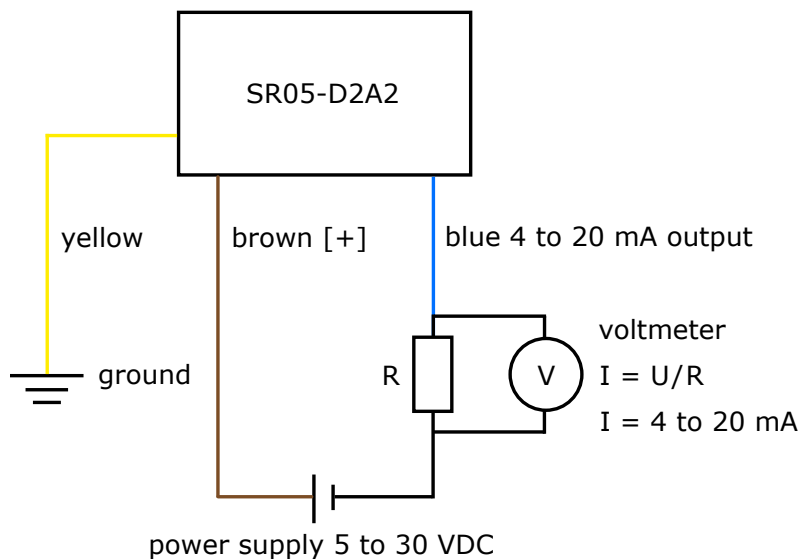 SR05-D2A2
yellow
brown [+]
blue 4 to 20 mA output
ground
R
V
voltmeter
I = U/R
I = 4 to 20 mA
power supply 5 to 30 VDC